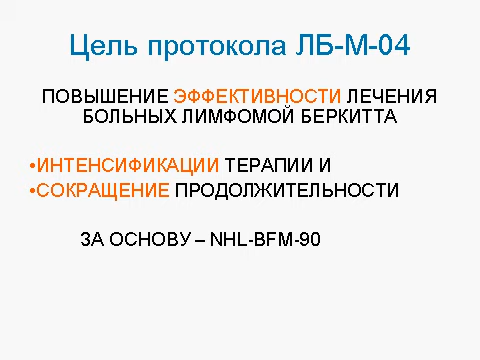 Цель протокола ЛБ-М-04
ПОВЫШЕНИЕ ЭФФЕКТИВНОСТИ ЛЕЧЕНИЯ
БОЛЬНЫХ ЛИМФОМОЙ БЕРКИТТА
•ИНТЕНСИФИКАЦИИ ТЕРАПИИ И
•СОКРАЩЕНИЕ ПРОДОЛЖИТЕЛЬНОСТИ
ЗА ОСНОВУ – NHL-BFM-90